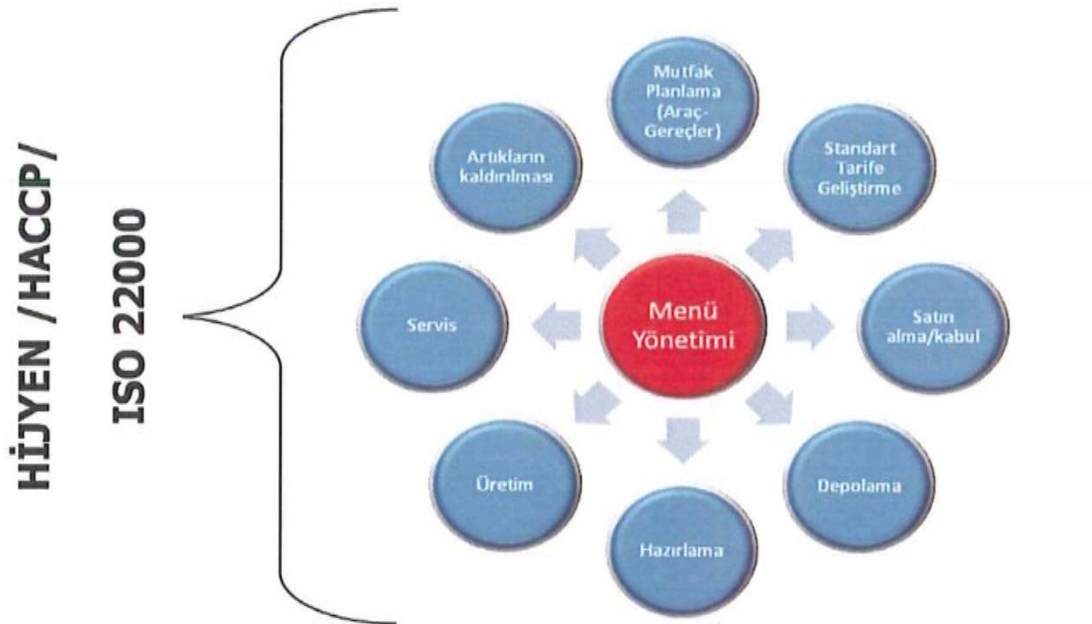 HİJYEN /HACCP/
ISO 22000
Mutfak
Planlama
(Araç-
Gereçler)
Standart
Tarife
Geliştirme
Satın
alma/kabul
Depolama
Hazırlama
Üretim
Servis
Artıkların
kaldırılması
Menü
Yönetimi